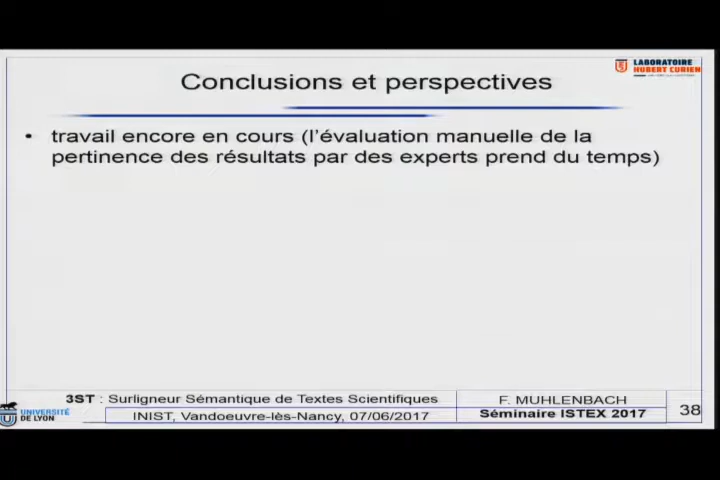 LABORATOIRE
HUBERT CURIEN
Conclusions et perspectives
• travail encore en cours (l'évaluation manuelle de la
pertinence des résultats par des experts prend du temps)
3ST : Surligneur Sémantique de Textes Scientifiques
F. MUHLENBACH
INIST, Vandoeuvre-lès-Nancy, 07/06/2017
Séminaire ISTEX 2017
38
UNIVERSITÉ
DE LYON